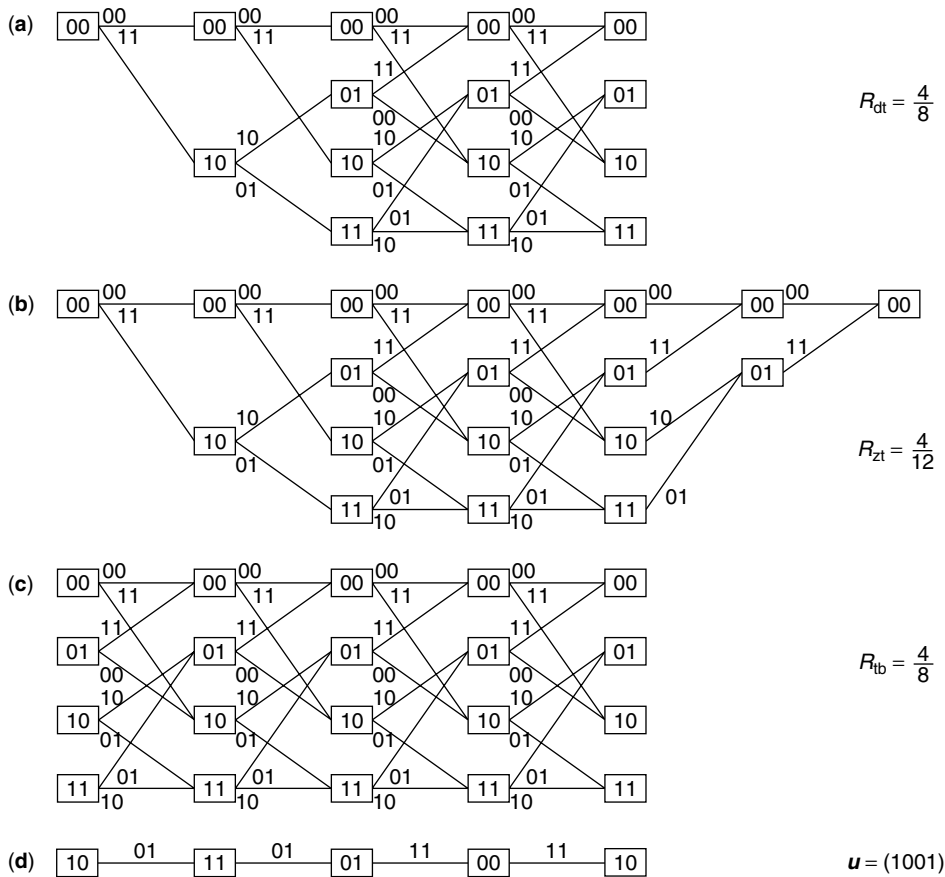 00 00 00 00
(a) 00 00 00 00 00
11 11 11 11
11 11
01 01 01
R_dt = 4/8
00 00
10 10 10
10 10 10 10
01 01 01
01 01
11 11 11
10 10
00 00 00 00 00 00
(b) 00 00 00 00 00 00 00
11 11 11 11
11 11 11 11
01 01 01 01
00 00
10 10 10 10
10 10 10 10
R_zt = 4/12
01 01 01
01 01 01
11 11 11
10 10
00 00 00 00
(c) 00 00 00 00 00
11 11 11 11
11 11 11 11
01 01 01 01 01
R_tb = 4/8
00 00 00 00
10 10 10 10
10 10 10 10 10
01 01 01 01
01 01 01 01
11 11 11 11 11
10 10 10 10
01 01 11 11
(d) 10 11 01 00 10 u = (1001)